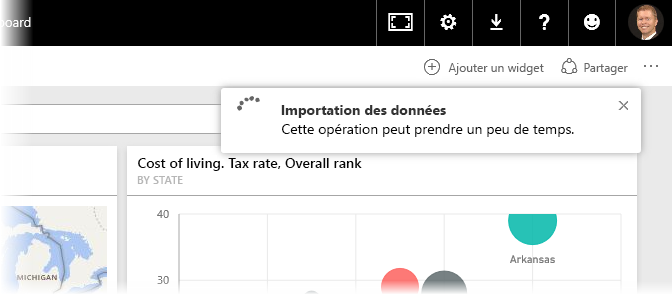 board
?
Ajouter un widget
Partager
...
Importation des données
Cette opération peut prendre un peu de temps.
Cost of living. Tax rate, Overall rank
BY STATE
40
Arkansas
30
MICHIGAN